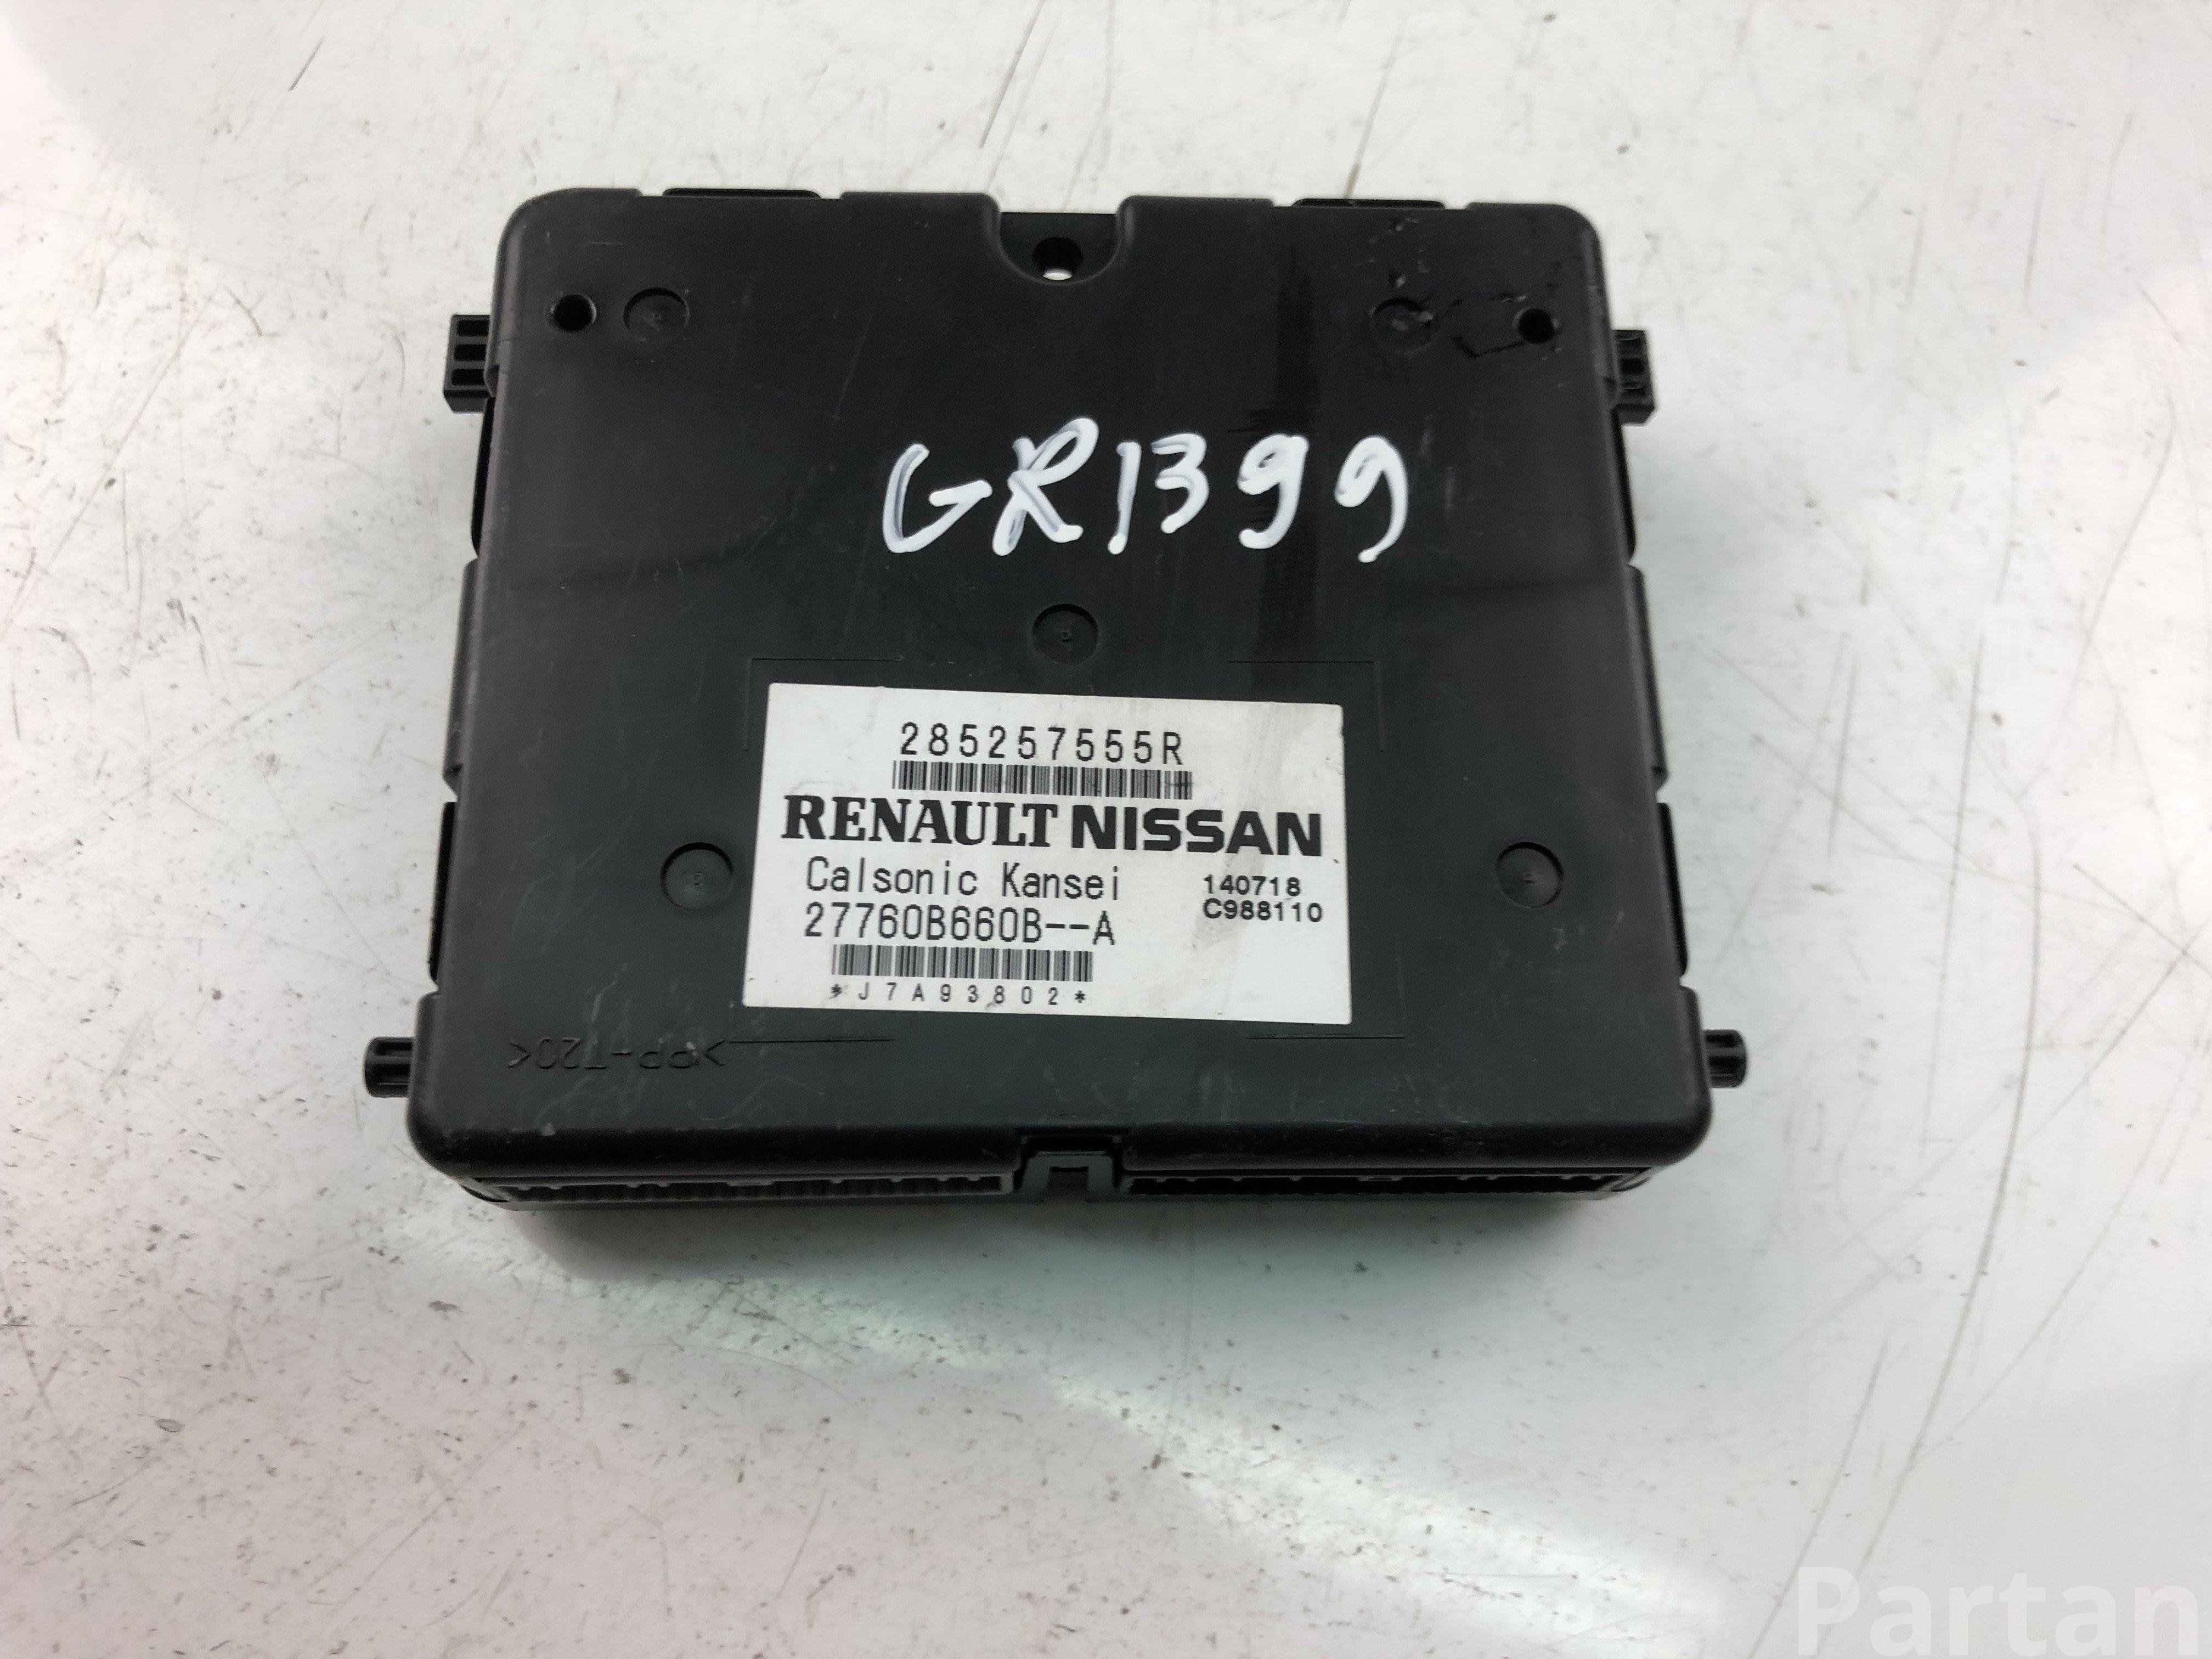 GR1399
285257555R
RENAULT NISSAN
Calsonic Kansei
140718
C988110
27760B660B--A
*J7A93802*
>PP-T20<
Partan